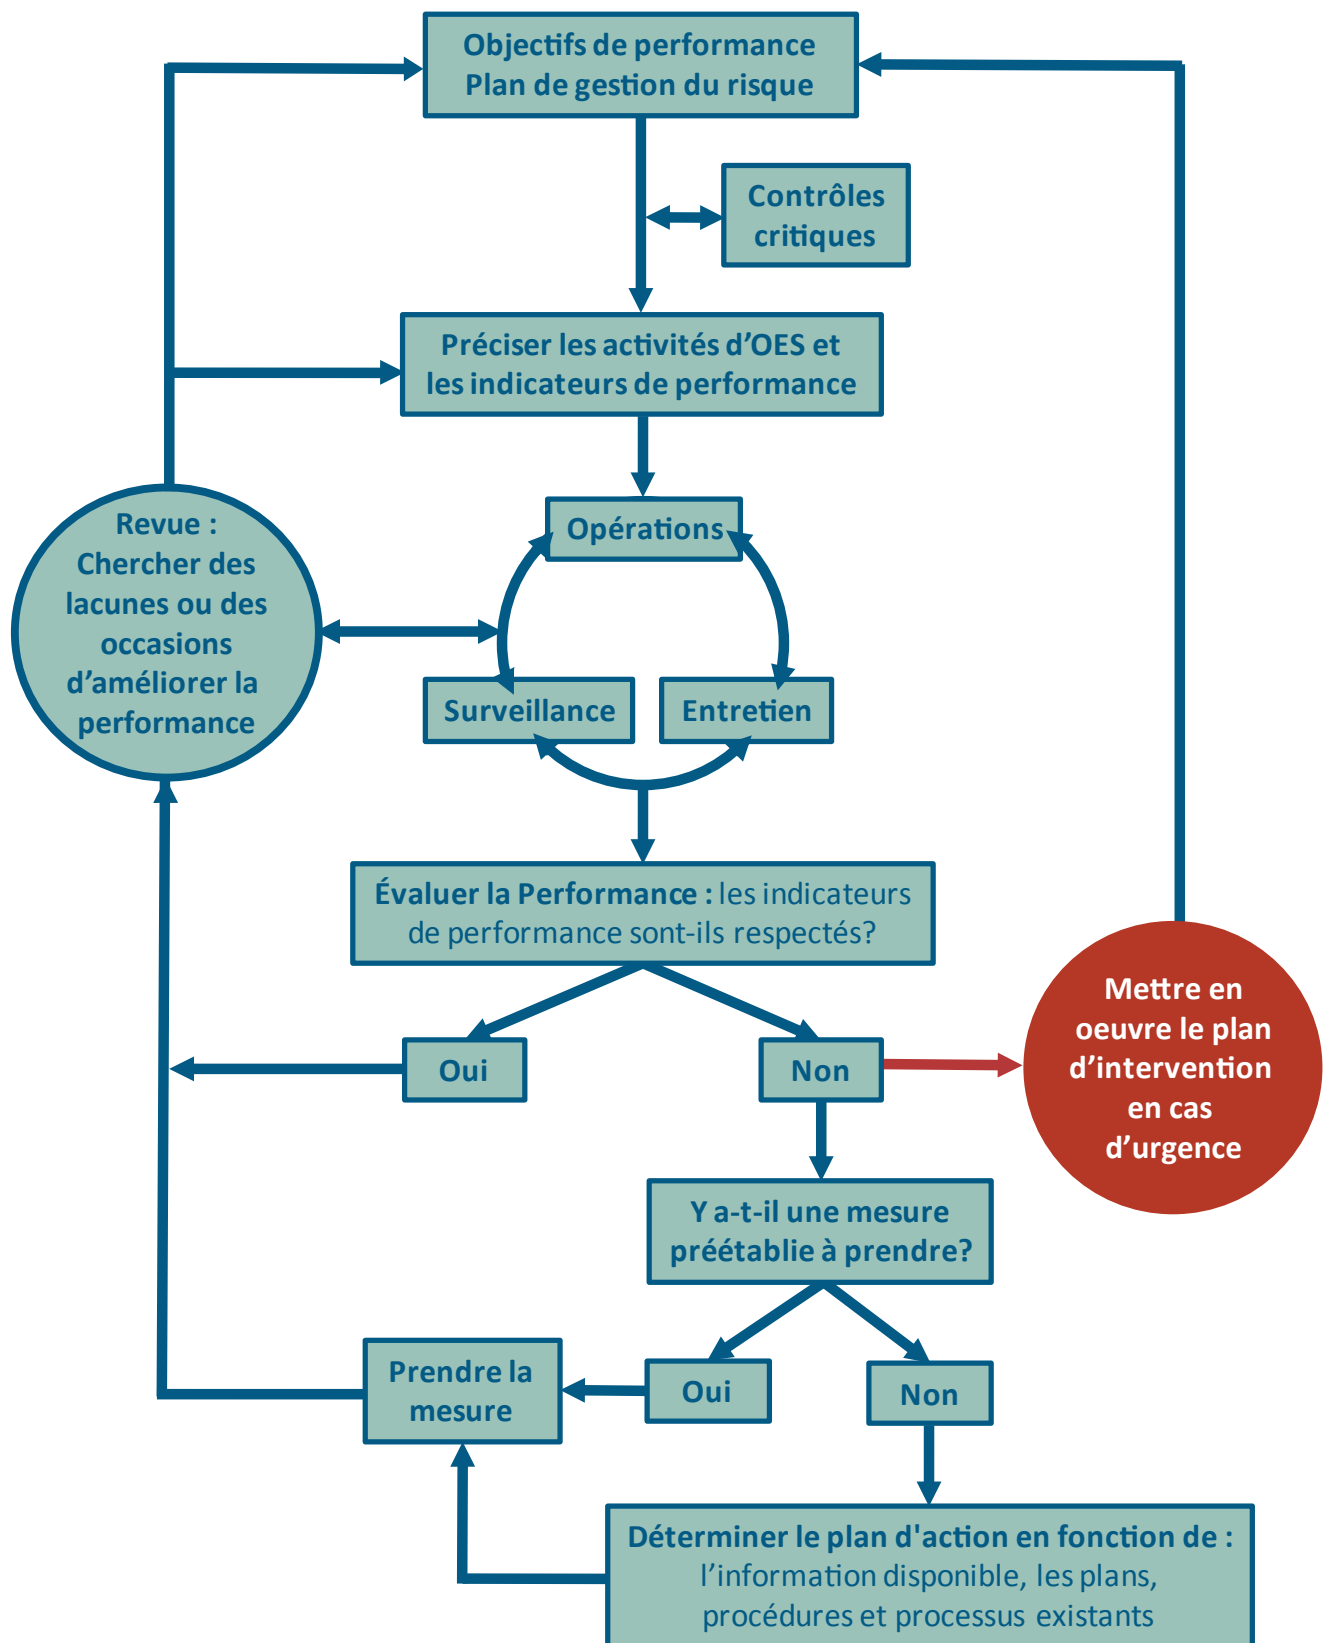 Objectifs de performance
Plan de gestion du risque
Contrôles
critiques
Préciser les activités d’OES et
les indicateurs de performance
Opérations
Revue :
Chercher des
lacunes ou des
occasions
d’améliorer la
performance
Surveillance
Entretien
Évaluer la Performance : les indicateurs
de performance sont-ils respectés?
Oui
Non
Mettre en
oeuvre le plan
d’intervention
en cas
d’urgence
Y a-t-il une mesure
préétablie à prendre?
Prendre la
mesure
Oui
Non
Déterminer le plan d'action en fonction de :
l’information disponible, les plans,
procédures et processus existants